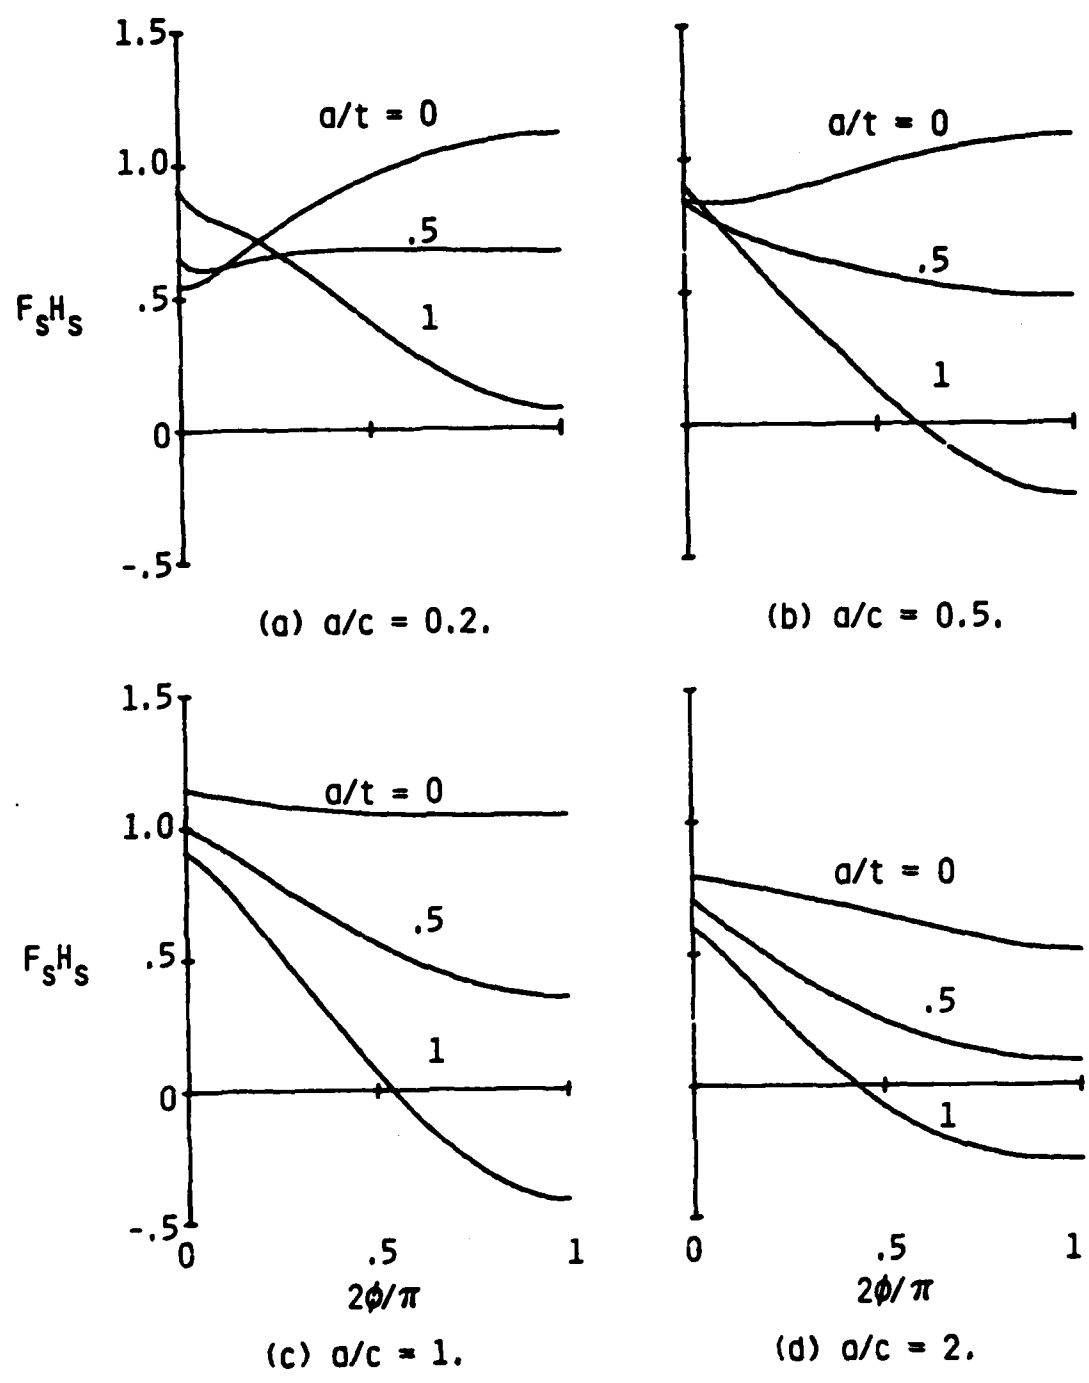 1.5
a/t = 0
1.0
.5
.5
F_SH_S
1
0
-.5
(a) a/c = 0.2.
a/t = 0
.5
1
(b) a/c = 0.5.
1.5
a/t = 0
1.0
.5
.5
F_SH_S
1
0
-.5
0 .5 1
2ϕ/π
(c) a/c = 1.
a/t = 0
.5
1
0 .5 1
2ϕ/π
(d) a/c = 2.